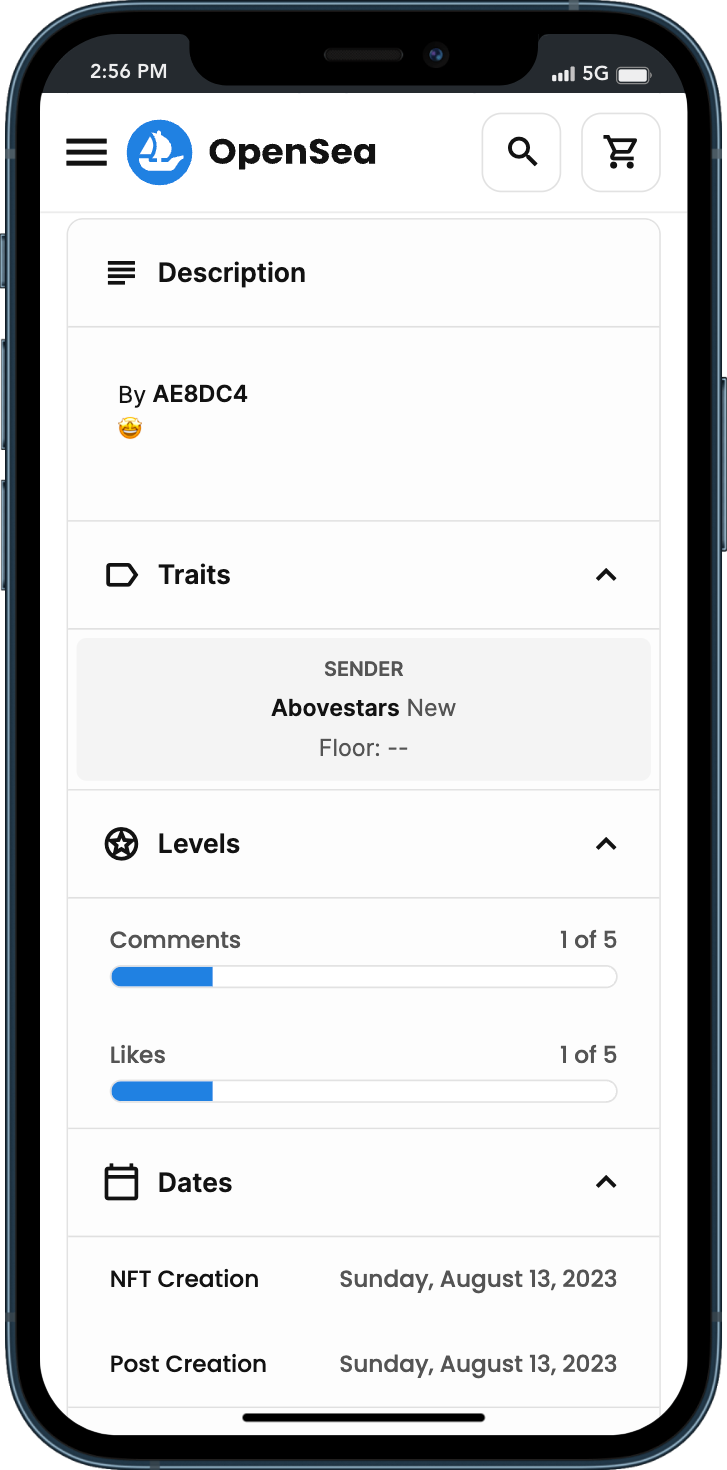 2:56 PM
5G
OpenSea
Description
By AE8DC4
🤩
Traits
SENDER
Abovestars New
Floor: --
Levels
Comments 1 of 5
Likes 1 of 5
Dates
NFT Creation Sunday, August 13, 2023
Post Creation Sunday, August 13, 2023